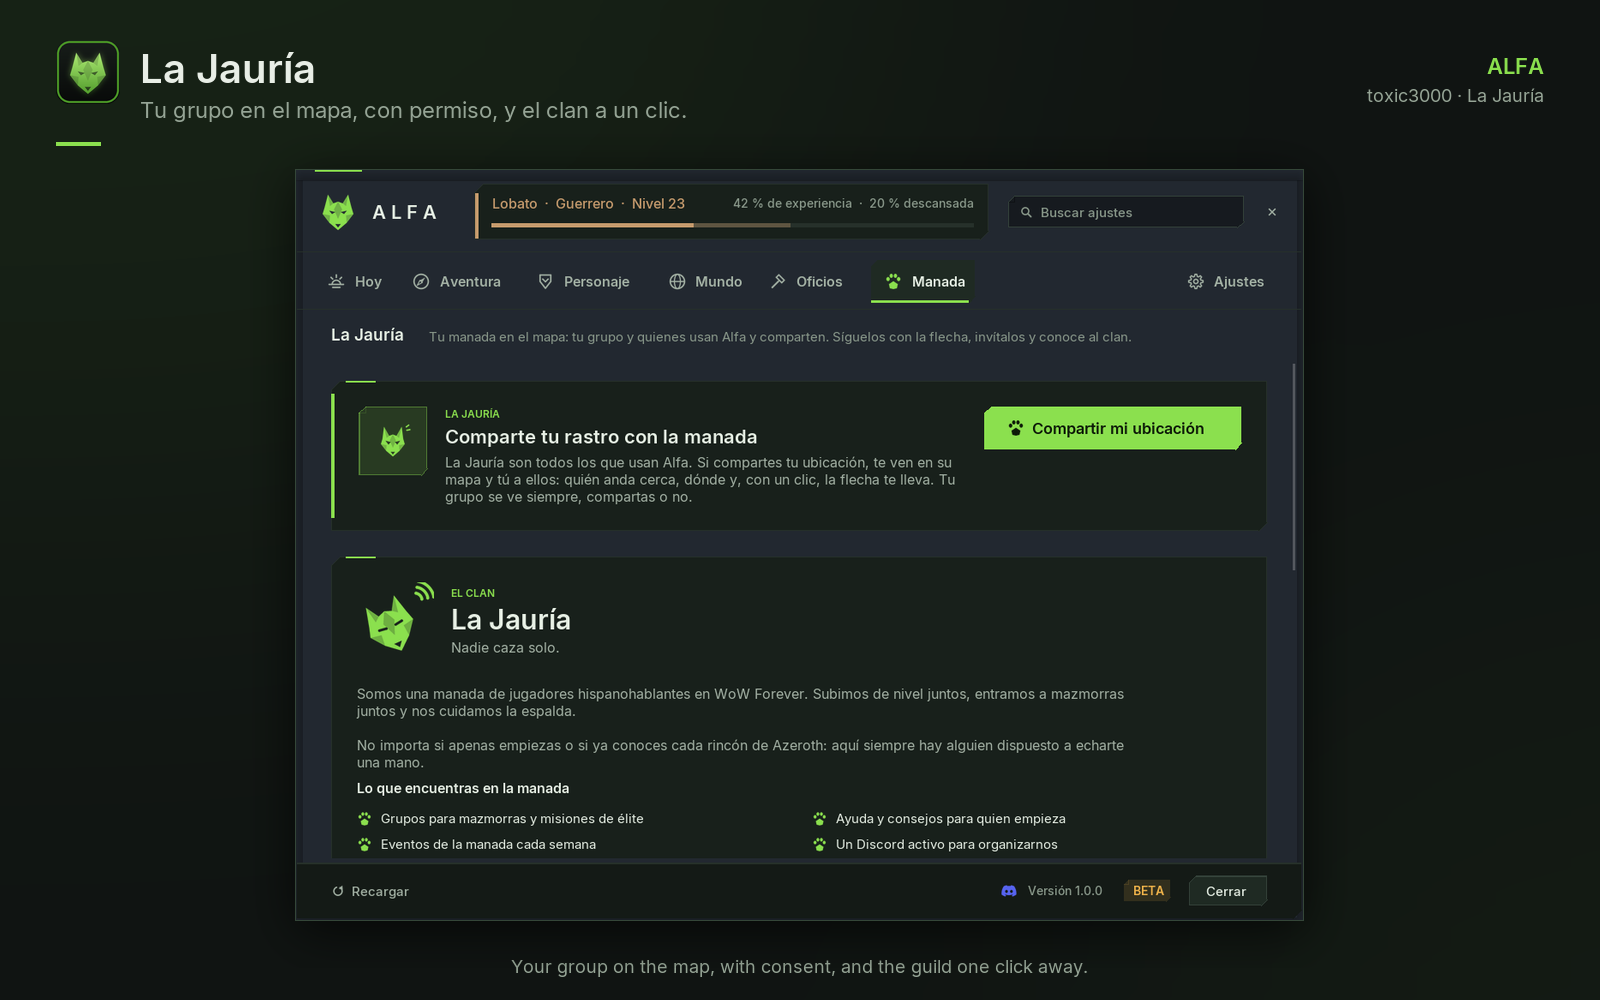 La Jauría
Tu grupo en el mapa, con permiso, y el clan a un clic.
ALFA
toxic3000 · La Jauría
ALFA
Lobato · Guerrero · Nivel 23
42 % de experiencia · 20 % descansada
Buscar ajustes
×
Hoy
Aventura
Personaje
Mundo
Oficios
Manada
Ajustes
La Jauría
Tu manada en el mapa: tu grupo y quienes usan Alfa y comparten. Síguelos con la flecha, invítalos y conoce al clan.
LA JAURÍA
Comparte tu rastro con la manada
La Jauría son todos los que usan Alfa. Si compartes tu ubicación, te ven en su
mapa y tú a ellos: quién anda cerca, dónde y, con un clic, la flecha te lleva. Tu
grupo se ve siempre, compartas o no.
Compartir mi ubicación
EL CLAN
La Jauría
Nadie caza solo.
Somos una manada de jugadores hispanohablantes en WoW Forever. Subimos de nivel juntos, entramos a mazmorras
juntos y nos cuidamos la espalda.
No importa si apenas empiezas o si ya conoces cada rincón de Azeroth: aquí siempre hay alguien dispuesto a echarte
una mano.
Lo que encuentras en la manada
Grupos para mazmorras y misiones de élite
Ayuda y consejos para quien empieza
Eventos de la manada cada semana
Un Discord activo para organizarnos
Recargar
Versión 1.0.0
BETA
Cerrar
Your group on the map, with consent, and the guild one click away.